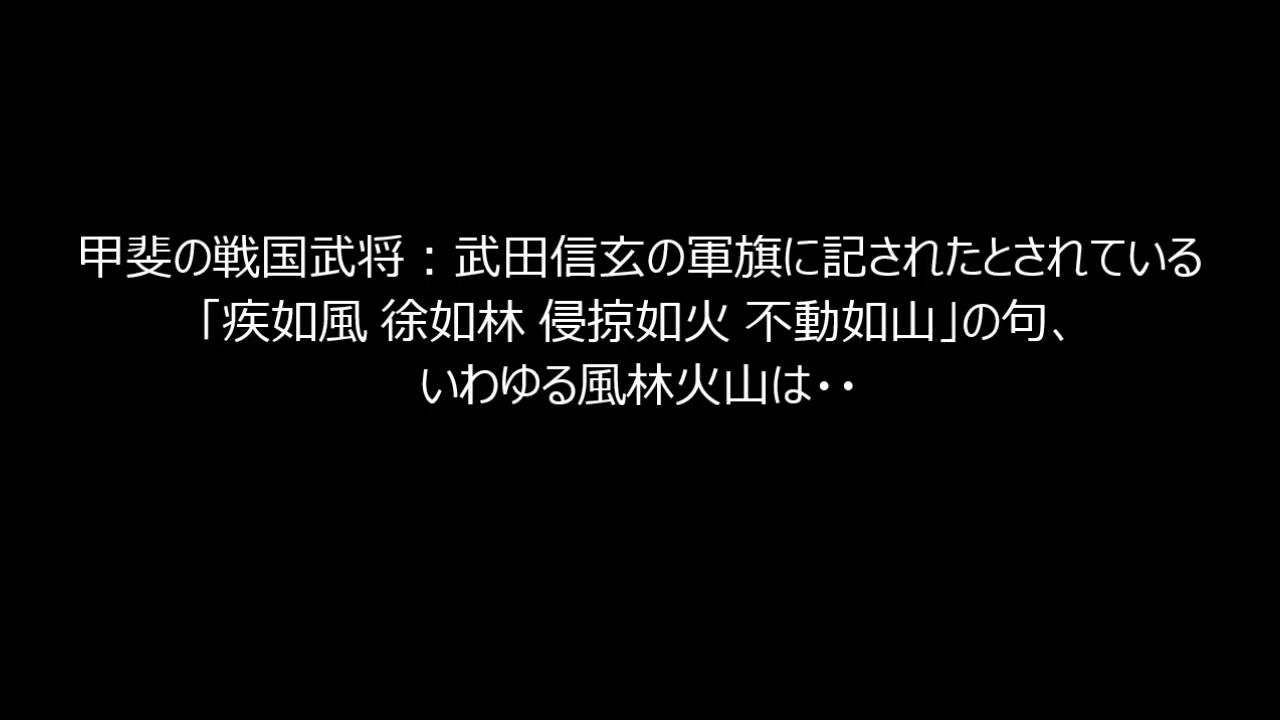 甲斐の戦国武将：武田信玄の軍旗に記されたとされている
「疾如風 徐如林 侵掠如火 不動如山」の句、
いわゆる風林火山は・・